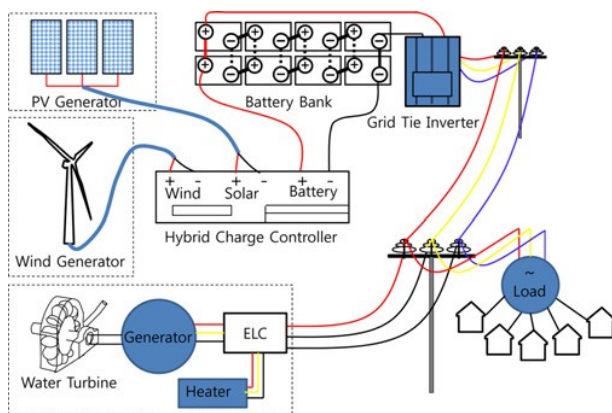 PV Generator
Battery Bank
Grid Tie Inverter
+ - + - + -
Wind Solar Battery
Hybrid Charge Controller
Wind Generator
~
Load
Generator
ELC
Water Turbine
Heater